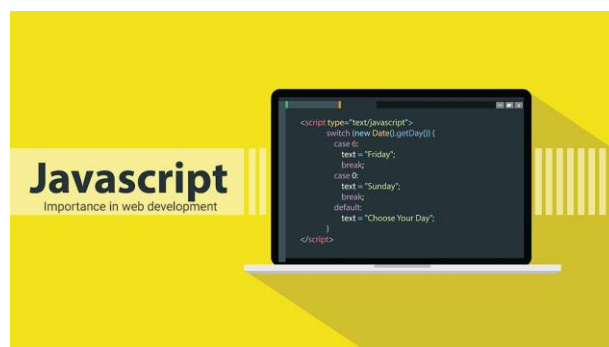 Javascript
Importance in web development
<script type="text/javascript">
switch (new Date().getDay()) {
case 6:
text = "Friday";
break;
case 0:
text = "Sunday";
break;
default:
text = "Choose Your Day";
}
</script>